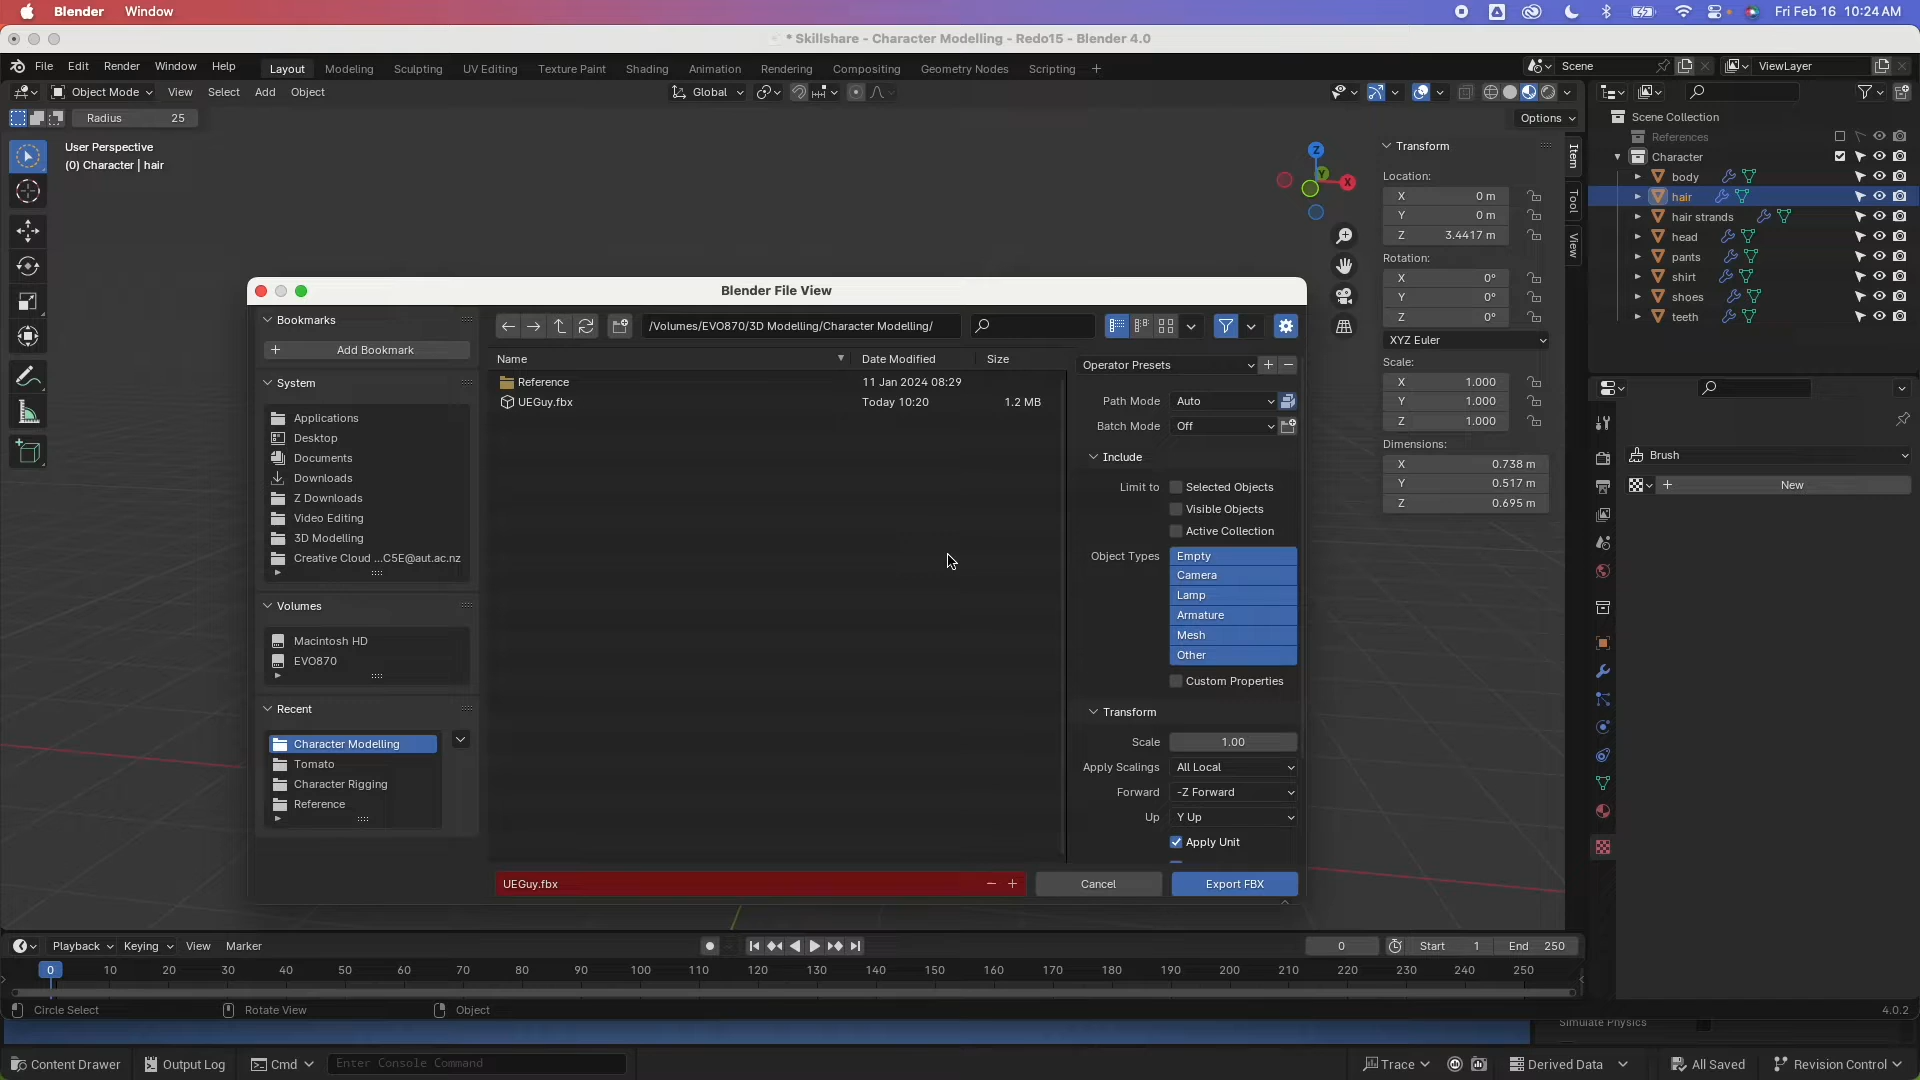 Blender Window Fri Feb 16 10:24 AM
* Skillshare - Character Modelling - Redo15 - Blender 4.0
File Edit Render Window Help Layout Modeling Sculpting UV Editing Texture Paint Shading Animation Rendering Compositing Geometry Nodes Scripting + Scene ViewLayer
Object Mode View Select Add Object Global
Radius 25 Options
User Perspective
(0) Character | hair
Z
Y
X
Item
Tool
View
Transform
Location:
X 0 m
Y 0 m
Z 3.4417 m
Rotation:
X 0°
Y 0°
Z 0°
XYZ Euler
Scale:
X 1.000
Y 1.000
Z 1.000
Dimensions:
X 0.738 m
Y 0.517 m
Z 0.695 m
Scene Collection
References
Character
body
hair
hair strands
head
pants
shirt
shoes
teeth
Brush
+ New
Blender File View
Bookmarks
+ Add Bookmark
System
Applications
Desktop
Documents
Downloads
Z Downloads
Video Editing
3D Modelling
Creative Cloud ...C5E@aut.ac.nz
Volumes
Macintosh HD
EVO870
Recent
Character Modelling
Tomato
Character Rigging
Reference
/Volumes/EVO870/3D Modelling/Character Modelling/
Name Date Modified Size
Reference 11 Jan 2024 08:29
UEGuy.fbx Today 10:20 1.2 MB
Operator Presets + −
Path Mode Auto
Batch Mode Off
Include
Limit to Selected Objects
Visible Objects
Active Collection
Object Types Empty
Camera
Lamp
Armature
Mesh
Other
Custom Properties
Transform
Scale 1.00
Apply Scalings All Local
Forward -Z Forward
Up Y Up
Apply Unit
UEGuy.fbx − + Cancel Export FBX
Playback Keying View Marker 0 Start 1 End 250
0 10 20 30 40 50 60 70 80 90 100 110 120 130 140 150 160 170 180 190 200 210 220 230 240 250
Circle Select Rotate View Object 4.0.2
Simulate Physics
Content Drawer Output Log Cmd Enter Console Command Trace Derived Data All Saved Revision Control